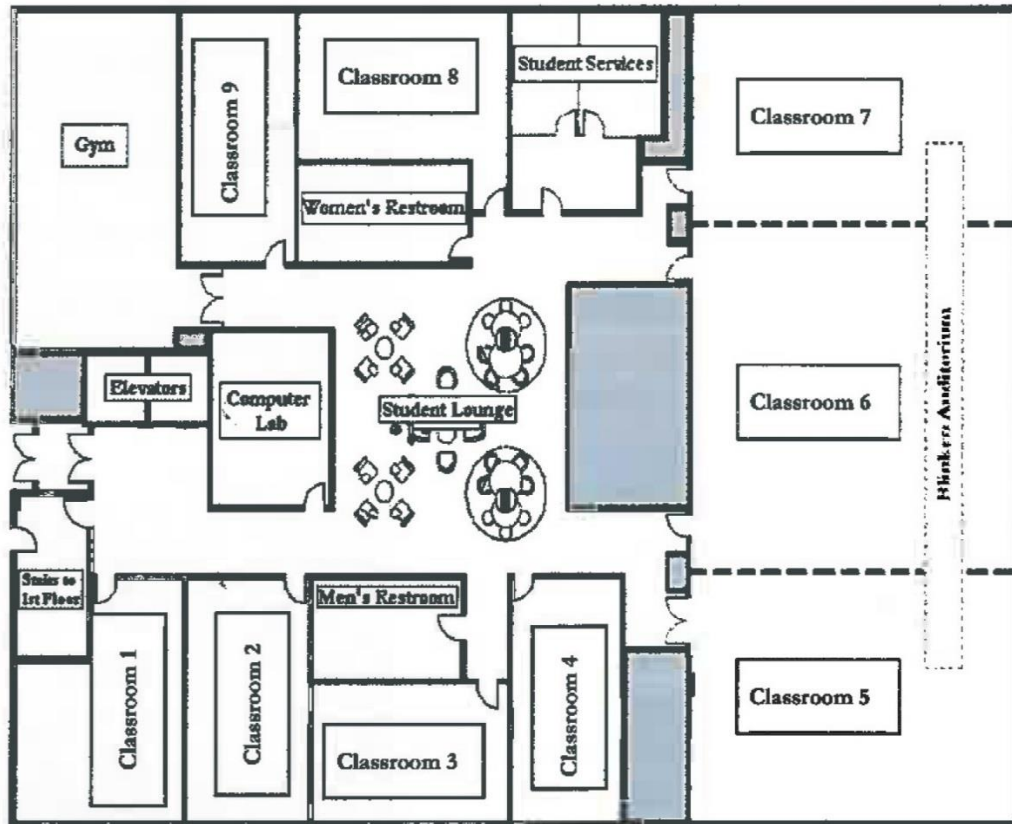 Classroom 8
Student Services
Classroom 7
Gym
Classroom 9
Women's Restroom
Elevators
Computer
Lab
Student Lounge
Classroom 6
Auditorium
Stairs to
1st Floor
Men's Restroom
Classroom 1
Classroom 2
Classroom 3
Classroom 4
Classroom 5